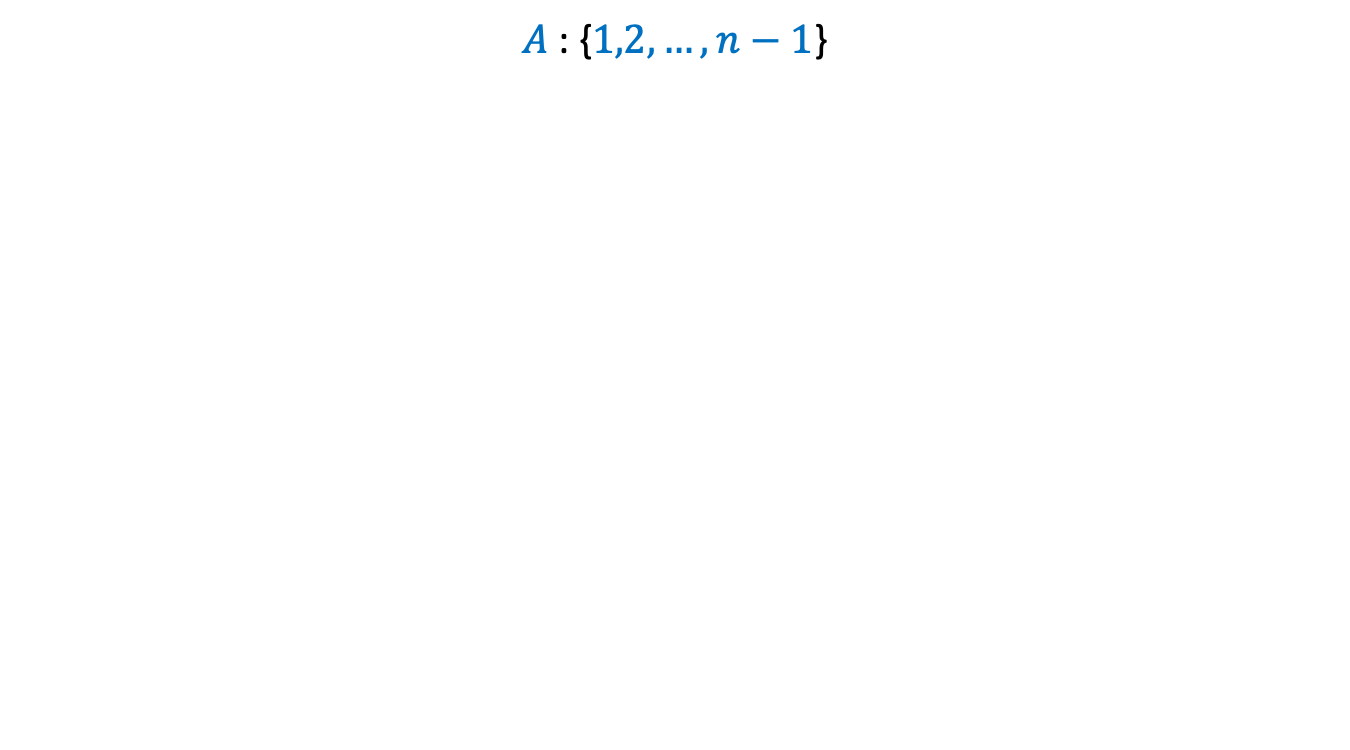 A : {1,2, … , n − 1}